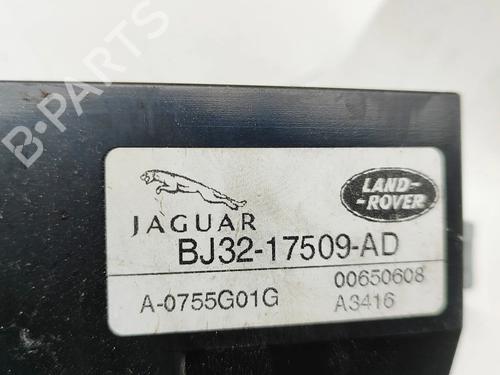 B-PARTS
JAGUAR
LAND-
-ROVER
BJ32-17509-AD
A-0755G01G
00650608
A3416